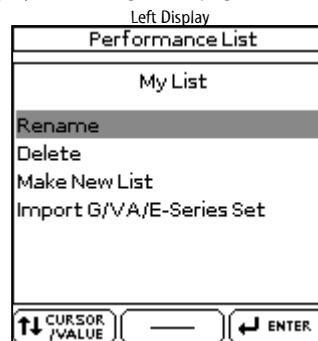 Left Display
Performance List
My List
Rename
Delete
Make New List
Import G/VA/E-Series Set
CURSOR
/VALUE
ENTER